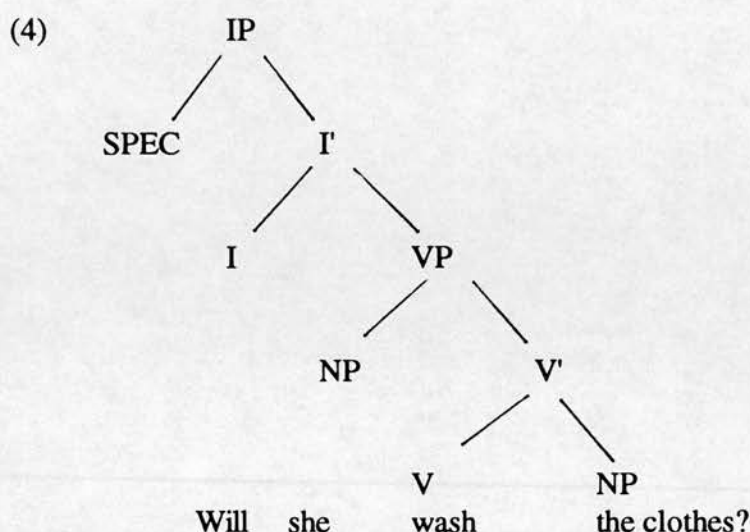 (4) IP
SPEC I'
I VP
NP V'
V NP
Will she wash the clothes?